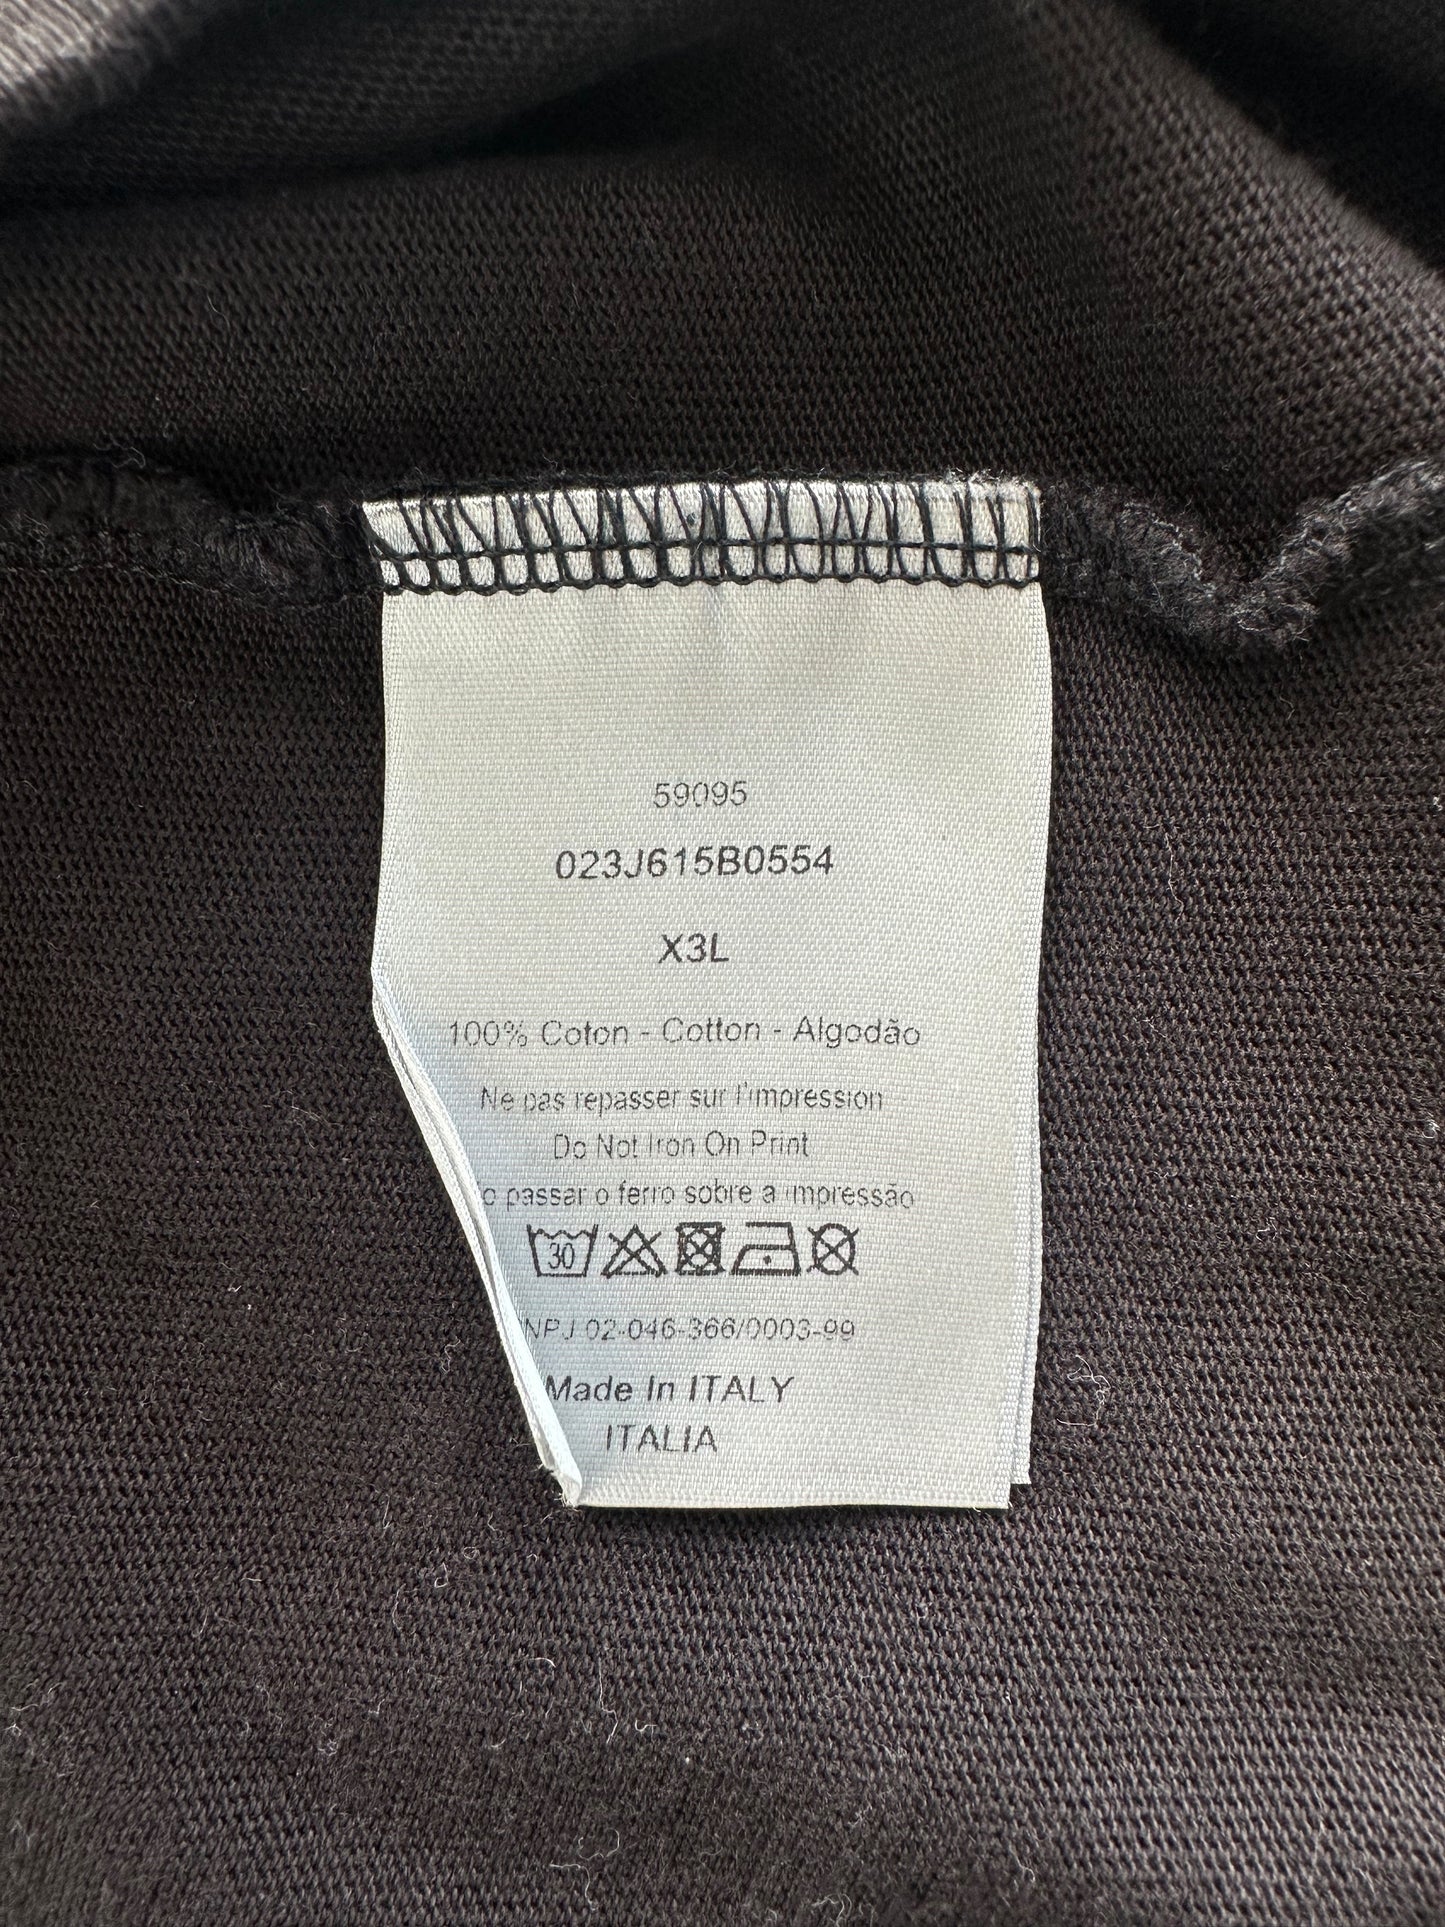 59095
023J615B0554
X3L
100% Coton - Cotton - Algodão
Ne pas repasser sur l'impression
Do Not Iron On Print
passar o ferro sobre a impressão
30
NPJ 02-046-366/0003-99
Made In ITALY
ITALIA